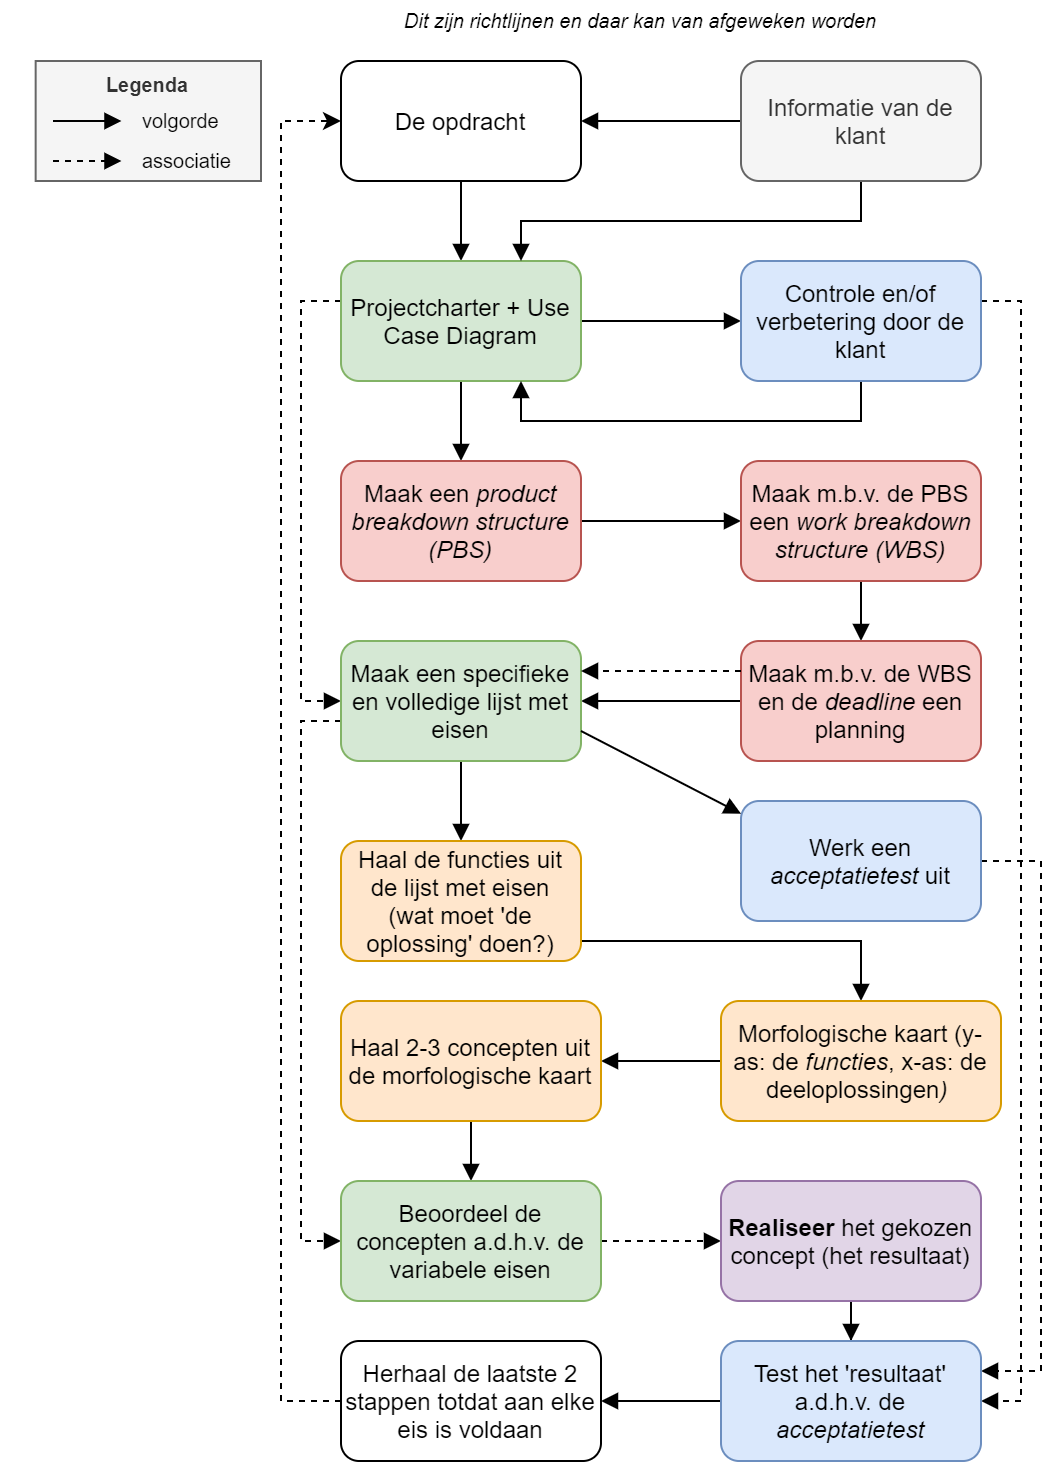 Dit zijn richtlijnen en daar kan van afgeweken worden
Legenda
volgorde
associatie
De opdracht
Informatie van de
klant
Projectcharter + Use
Case Diagram
Controle en/of
verbetering door de
klant
Maak een product
breakdown structure
(PBS)
Maak m.b.v. de PBS
een work breakdown
structure (WBS)
Maak een specifieke
en volledige lijst met
eisen
Maak m.b.v. de WBS
en de deadline een
planning
Werk een
acceptatietest uit
Haal de functies uit
de lijst met eisen
(wat moet 'de
oplossing' doen?)
Haal 2-3 concepten uit
de morfologische kaart
Morfologische kaart (y-
as: de functies, x-as: de
deeloplossingen)
Beoordeel de
concepten a.d.h.v. de
variabele eisen
Realiseer het gekozen
concept (het resultaat)
Herhaal de laatste 2
stappen totdat aan elke
eis is voldaan
Test het 'resultaat'
a.d.h.v. de
acceptatietest